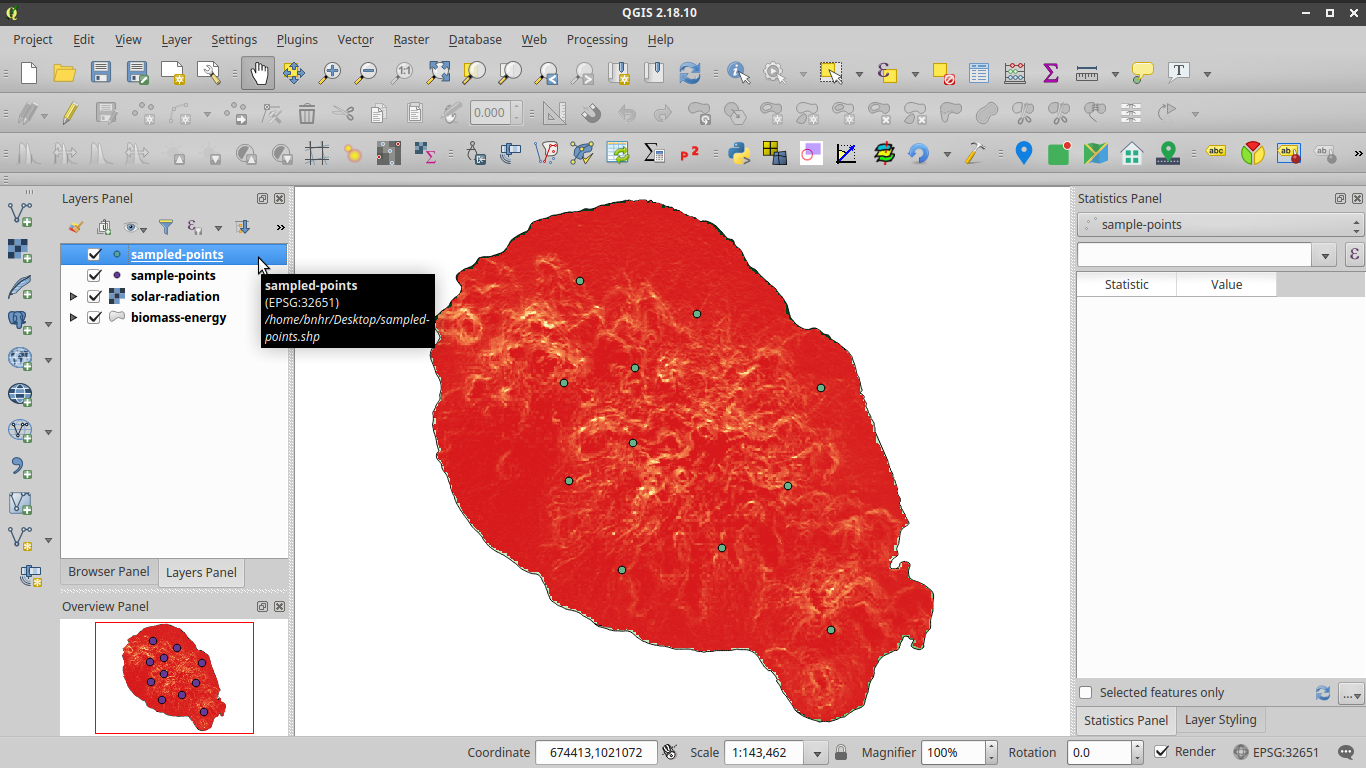 QGIS 2.18.10
Project Edit View Layer Settings Plugins Vector Raster Database Web Processing Help
0.000
abc
Layers Panel
sampled-points
sample-points
solar-radiation
biomass-energy
sampled-points
(EPSG:32651)
/home/bnhr/Desktop/sampled-
points.shp
Browser Panel Layers Panel
Overview Panel
Statistics Panel
sample-points
Statistic Value
Selected features only
Statistics Panel Layer Styling
Coordinate 674413,1021072 Scale 1:143,462 Magnifier 100% Rotation 0.0 Render EPSG:32651